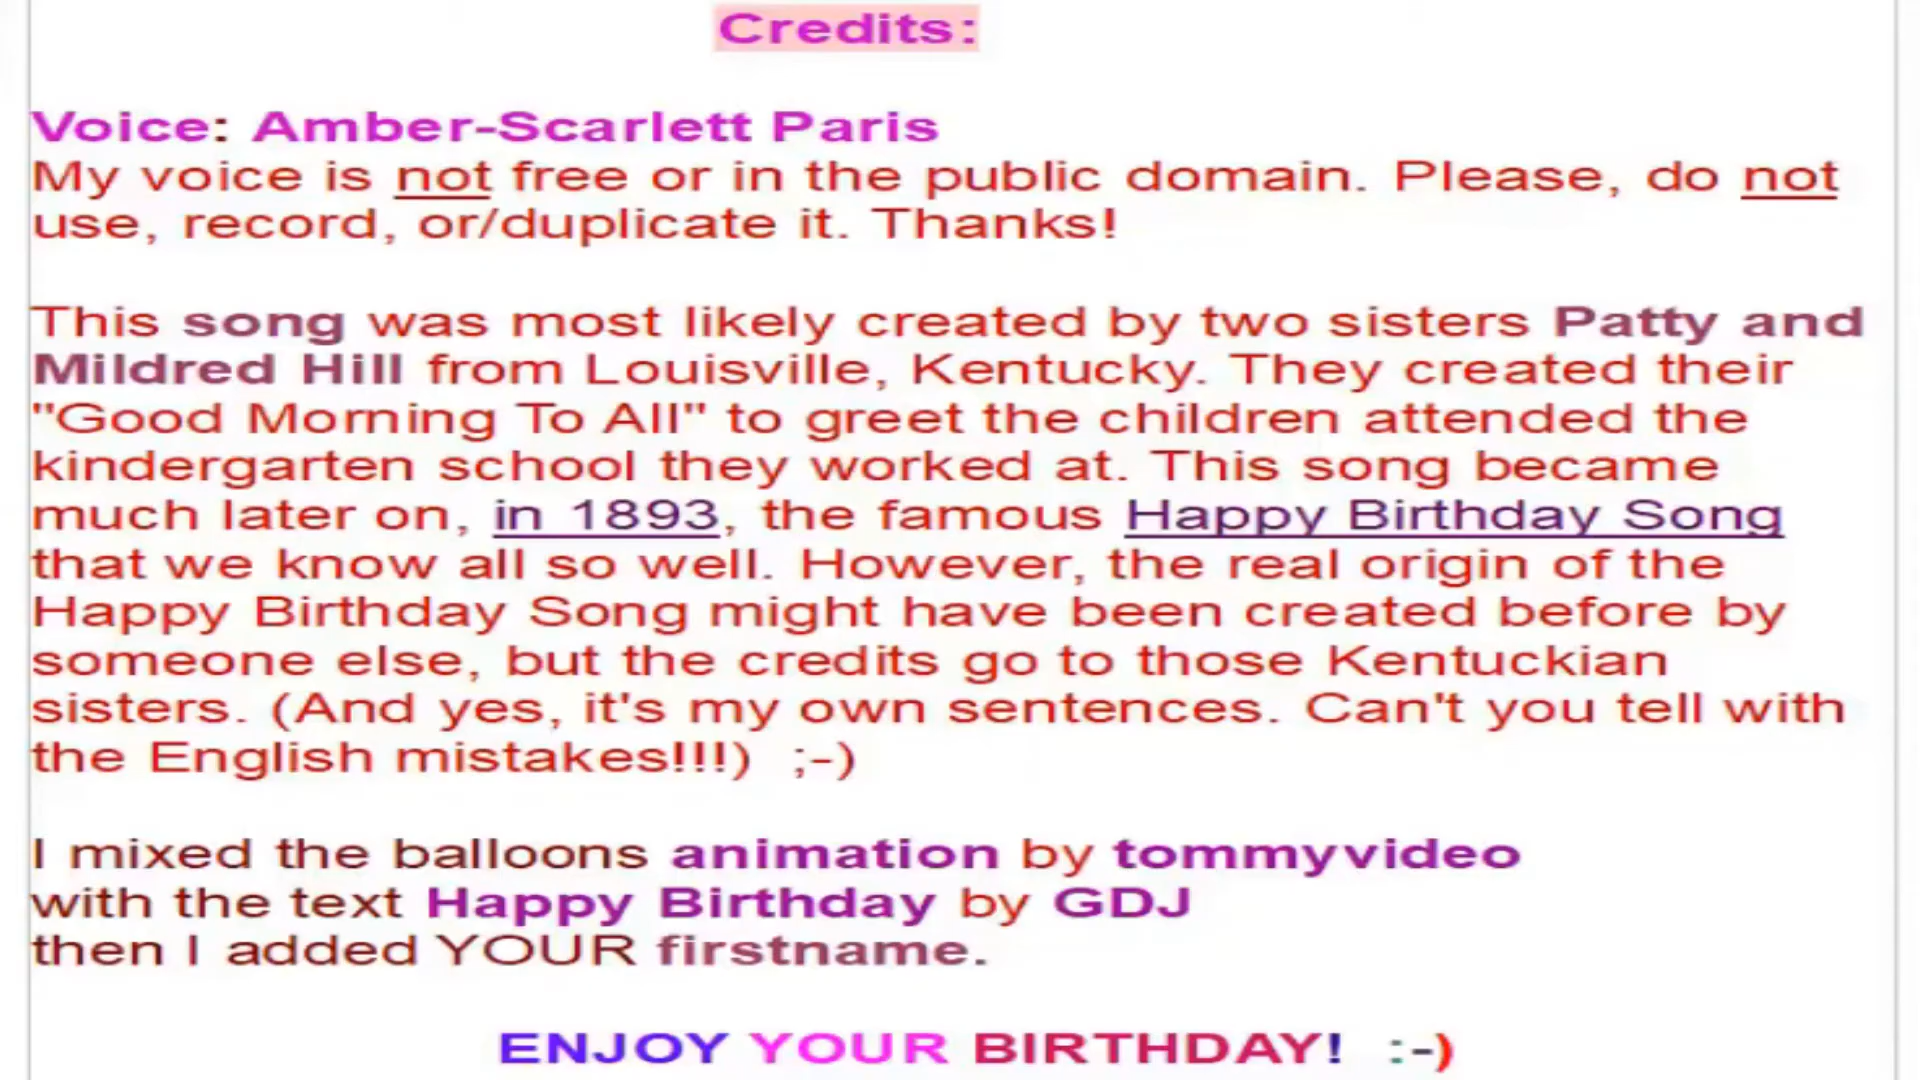 Credits:
Voice: Amber-Scarlett Paris
My voice is not free or in the public domain. Please, do not
use, record, or/duplicate it. Thanks!
This song was most likely created by two sisters Patty and
Mildred Hill from Louisville, Kentucky. They created their
"Good Morning To All" to greet the children attended the
kindergarten school they worked at. This song became
much later on, in 1893, the famous Happy Birthday Song
that we know all so well. However, the real origin of the
Happy Birthday Song might have been created before by
someone else, but the credits go to those Kentuckian
sisters. (And yes, it's my own sentences. Can't you tell with
the English mistakes!!!) ;-)
I mixed the balloons animation by tommyvideo
with the text Happy Birthday by GDJ
then I added YOUR firstname.
ENJOY YOUR BIRTHDAY! :-)